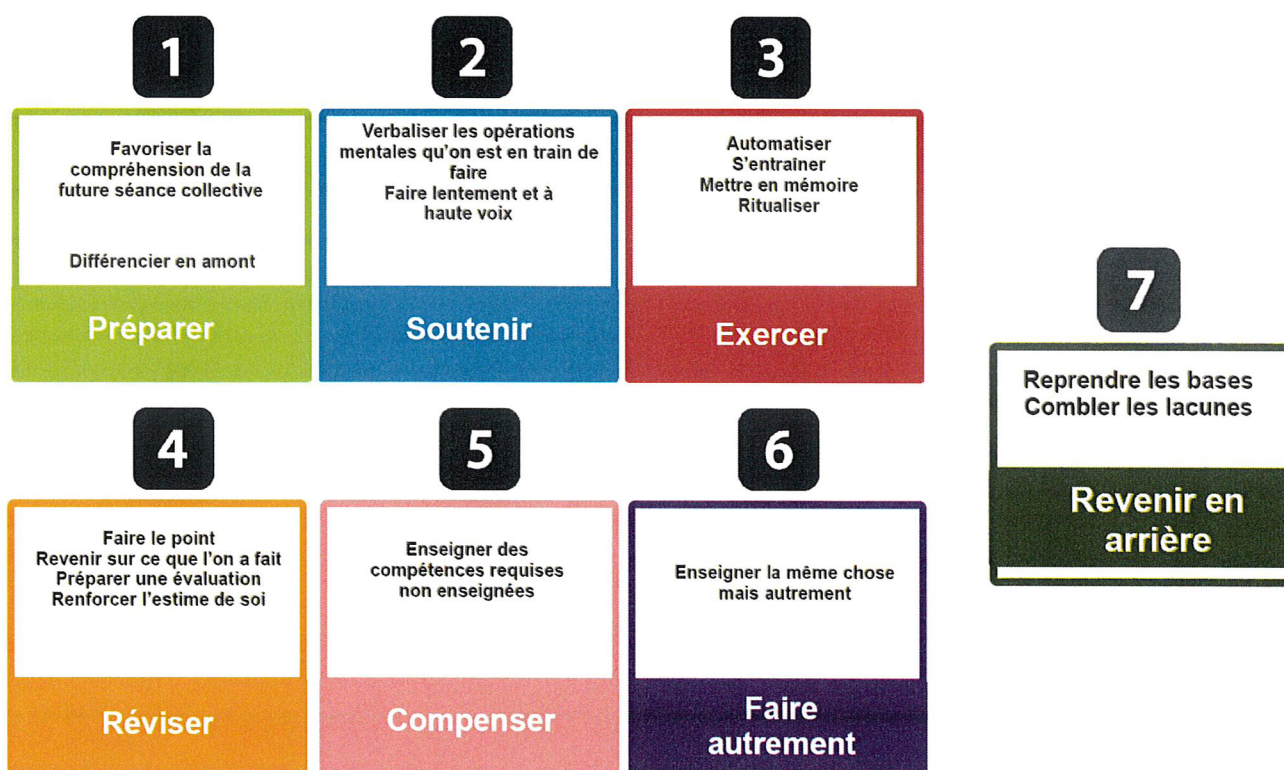 1
Favoriser la
compréhension de la
future séance collective
Différencier en amont
Préparer
2
Verbaliser les opérations
mentales qu'on est en train de
faire
Faire lentement et à
haute voix
Soutenir
3
Automatiser
S'entraîner
Mettre en mémoire
Ritualiser
Exercer
4
Faire le point
Revenir sur ce que l'on a fait
Préparer une évaluation
Renforcer l'estime de soi
Réviser
5
Enseigner des
compétences requises
non enseignées
Compenser
6
Enseigner la même chose
mais autrement
Faire
autrement
7
Reprendre les bases
Combler les lacunes
Revenir en
arrière